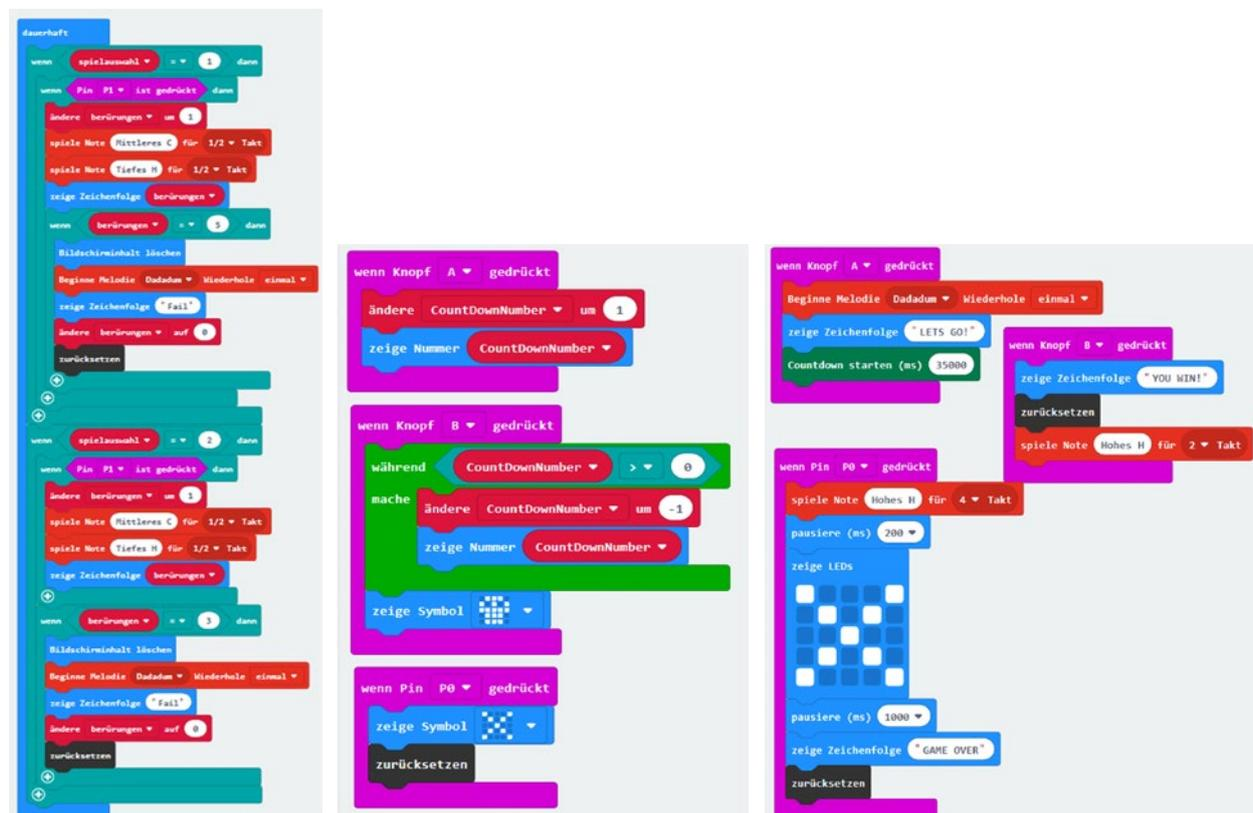 dauerhaft
wenn spielauswahl = 1 dann
wenn Pin P1 ist gedrückt dann
ändere berürungen um 1
spiele Note Mittleres C für 1/2 Takt
spiele Note Tiefes H für 1/2 Takt
zeige Zeichenfolge berürungen
wenn berürungen = 5 dann
Bildschirminhalt löschen
Beginne Melodie Dadadum Wiederhole einmal
zeige Zeichenfolge "Fail"
ändere berürungen auf 0
zurücksetzen
wenn spielauswahl = 2 dann
wenn Pin P1 ist gedrückt dann
ändere berürungen um 1
spiele Note Mittleres C für 1/2 Takt
spiele Note Tiefes H für 1/2 Takt
zeige Zeichenfolge berürungen
wenn berürungen = 3 dann
Bildschirminhalt löschen
Beginne Melodie Dadadum Wiederhole einmal
zeige Zeichenfolge "Fail"
ändere berürungen auf 0
zurücksetzen
wenn Knopf A gedrückt
ändere CountDownNumber um 1
zeige Nummer CountDownNumber
wenn Knopf B gedrückt
während CountDownNumber > 0
mache ändere CountDownNumber um -1
zeige Nummer CountDownNumber
zeige Symbol
wenn Pin P0 gedrückt
zeige Symbol
zurücksetzen
wenn Knopf A gedrückt
Beginne Melodie Dadadum Wiederhole einmal
zeige Zeichenfolge "LETS GO!"
Countdown starten (ms) 35000
wenn Knopf B gedrückt
zeige Zeichenfolge "YOU WIN!"
zurücksetzen
spiele Note Hohes H für 2 Takt
wenn Pin P0 gedrückt
spiele Note Hohes H für 4 Takt
pausiere (ms) 200
zeige LEDs
pausiere (ms) 1000
zeige Zeichenfolge "GAME OVER"
zurücksetzen